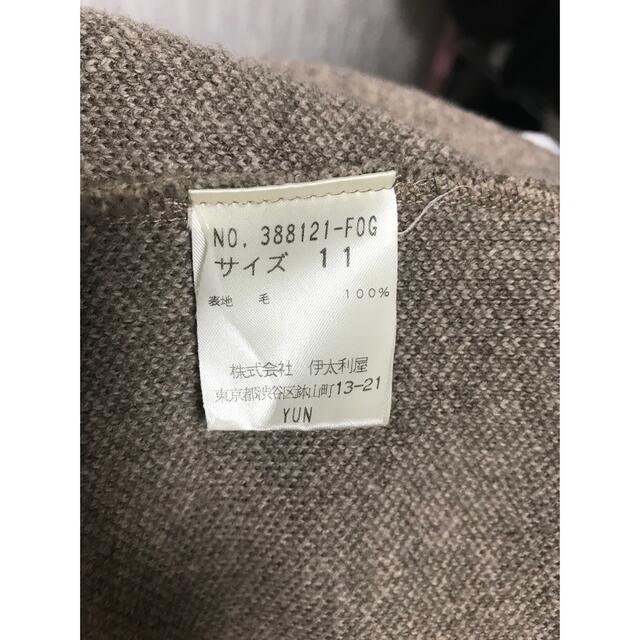 NO. 388121-FOG
サイズ 11
表地 毛 100%
株式会社 伊太利屋
東京都渋谷区鉢山町13-21
YUN